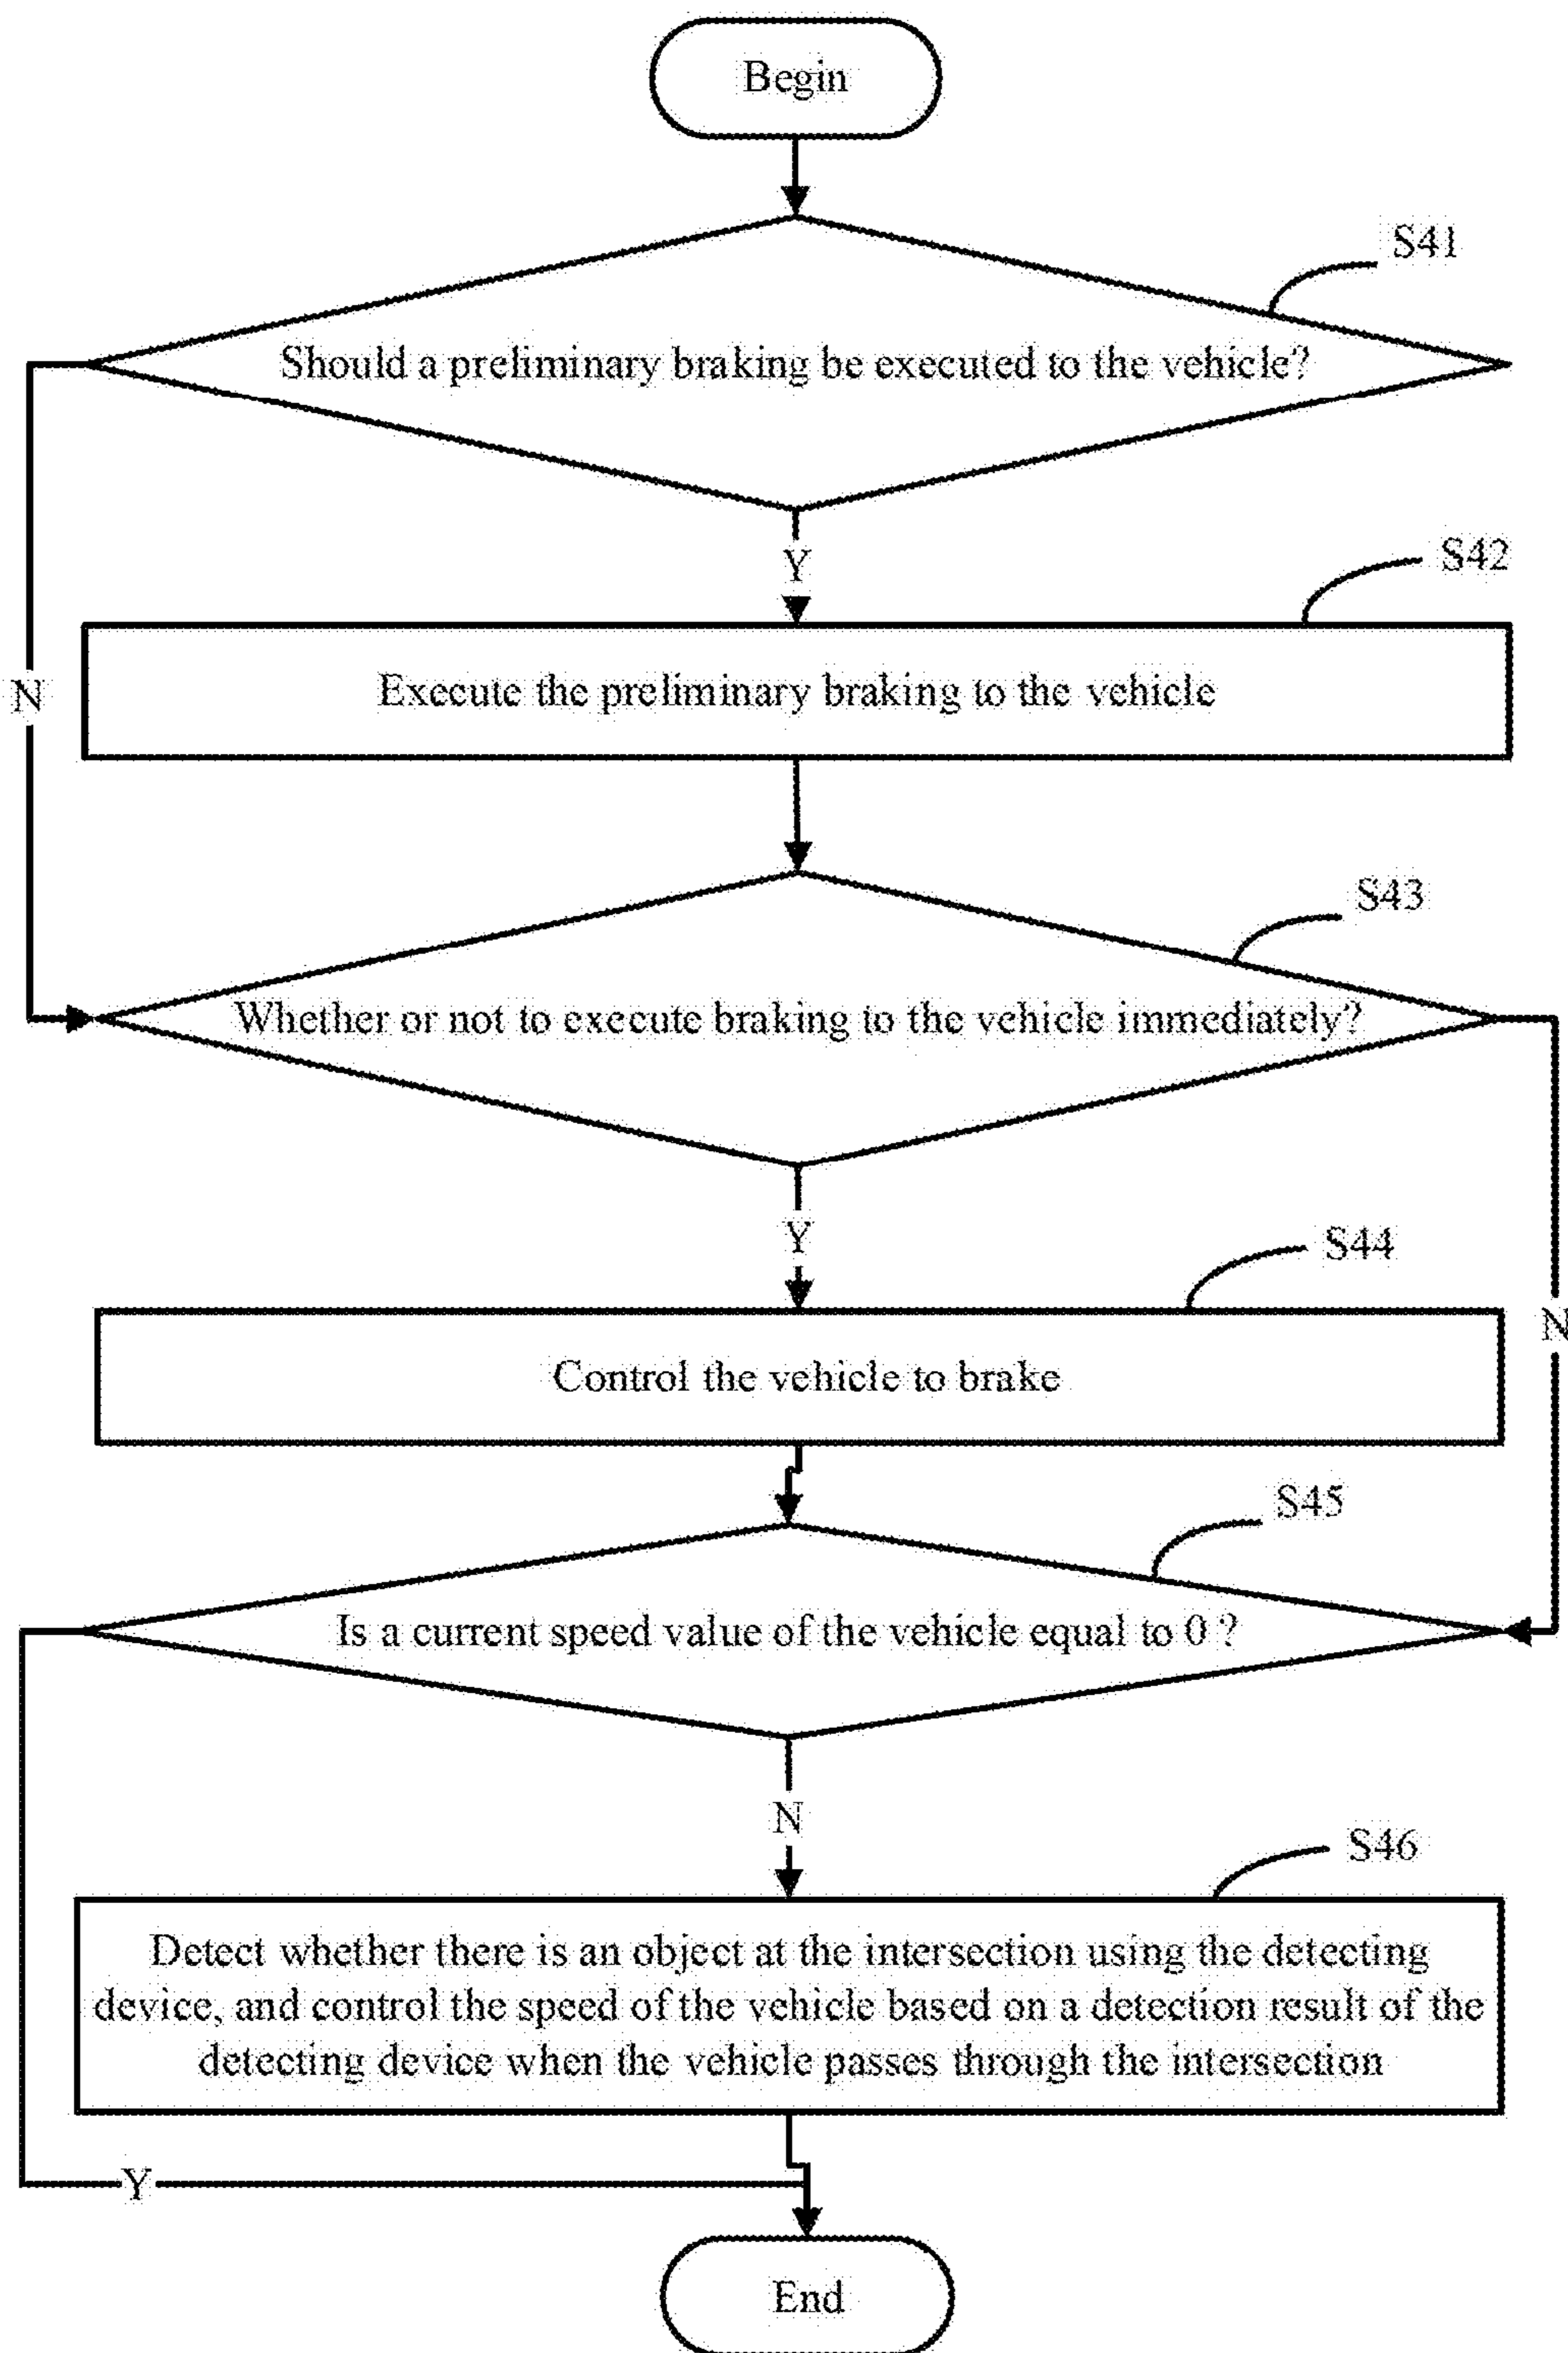 Begin
S41
Should a preliminary braking be executed to the vehicle?
Y
S42
N
Execute the preliminary braking to the vehicle
S43
Whether or not to execute braking to the vehicle immediately?
Y
S44
N
Control the vehicle to brake
S45
Is a current speed value of the vehicle equal to 0 ?
N
S46
Detect whether there is an object at the intersection using the detecting
device, and control the speed of the vehicle based on a detection result of the
detecting device when the vehicle passes through the intersection
Y
End